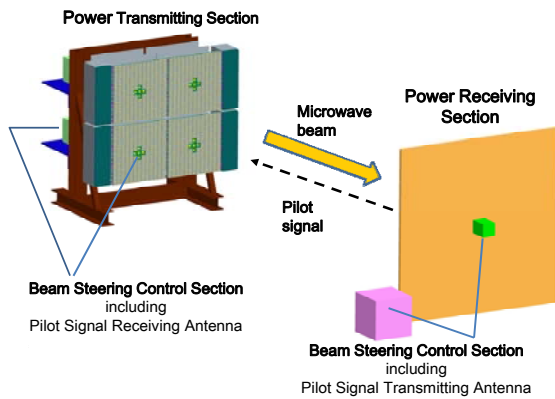 Power Transmitting Section
Microwave
beam
Power Receiving
Section
Pilot
signal
Beam Steering Control Section
including
Pilot Signal Receiving Antenna
Beam Steering Control Section
including
Pilot Signal Transmitting Antenna